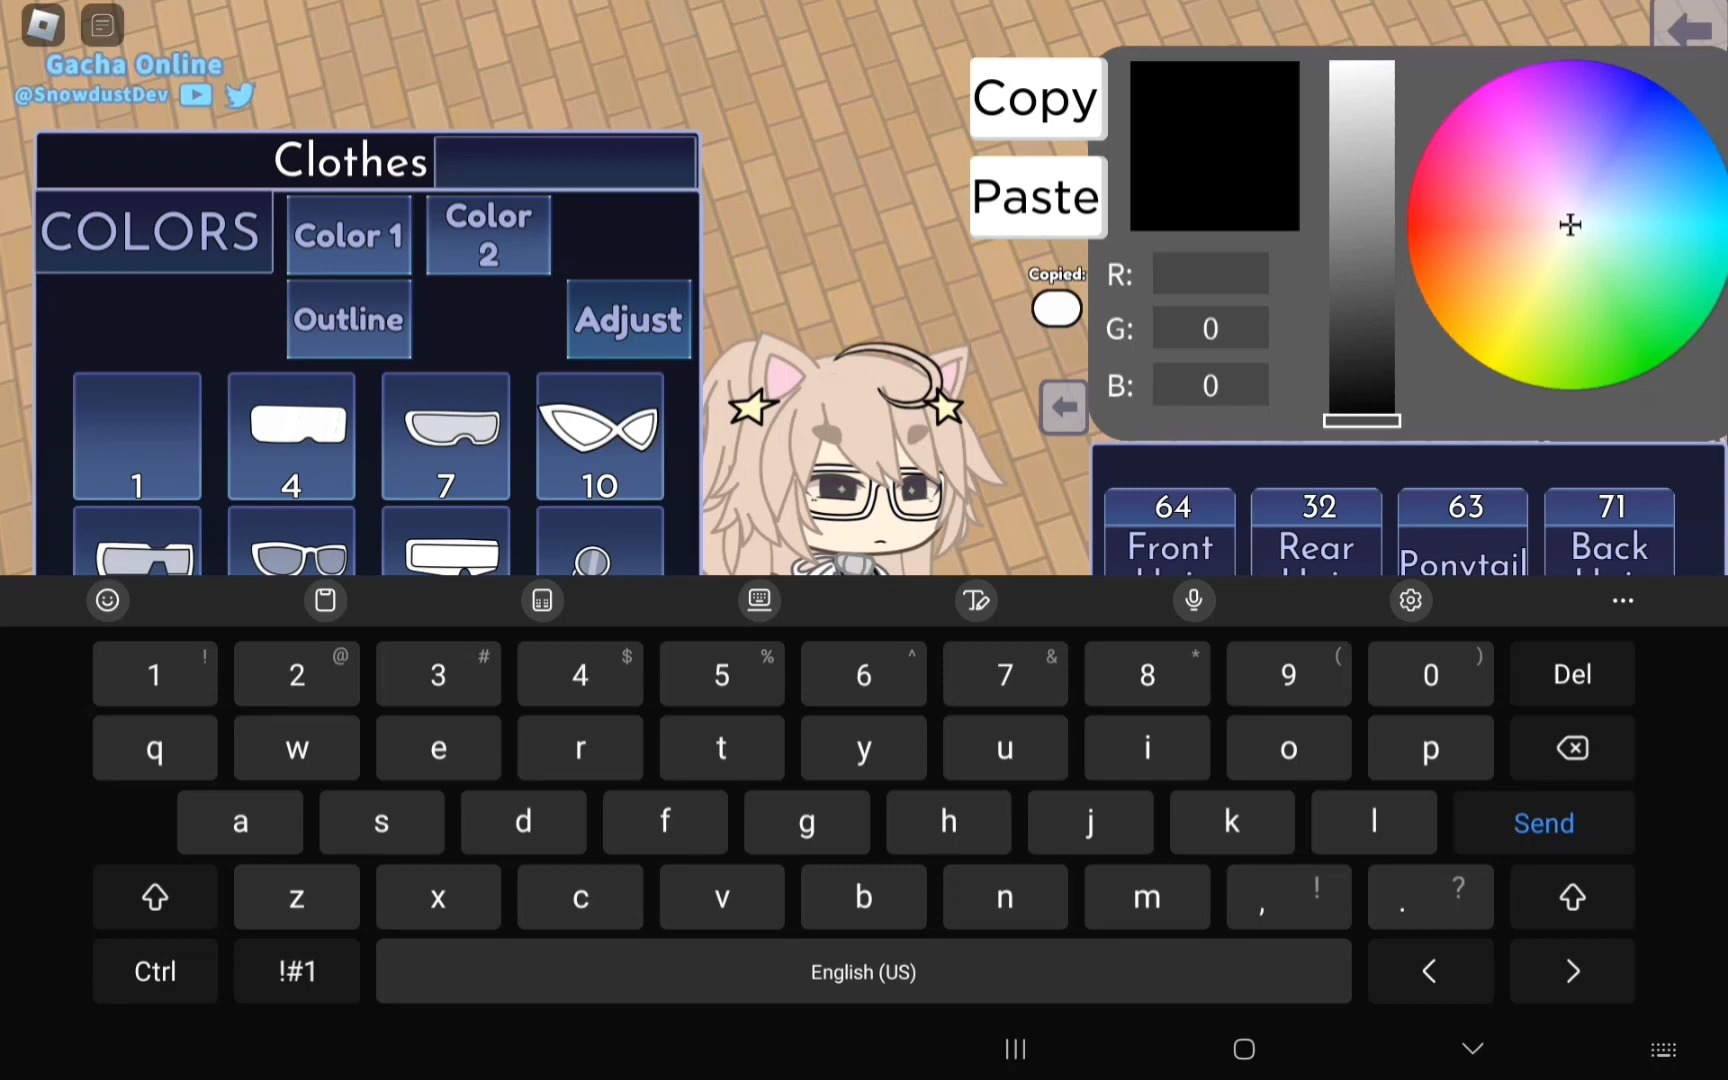 Gacha Online
@SnowdustDev
Clothes
COLORS
Color 1
Color
2
Outline
Adjust
1
4
7
10
Copy
Paste
Copied:
R:
G: 0
B: 0
64
32
63
71
Front
Rear
Ponytail
Back
1 !
2 @
3 #
4 $
5 %
6 ^
7 &
8 *
9 (
0 )
Del
q w e r t y u i o p
a s d f g h j k l Send
z x c v b n m , ! . ?
Ctrl !#1 English (US) < >